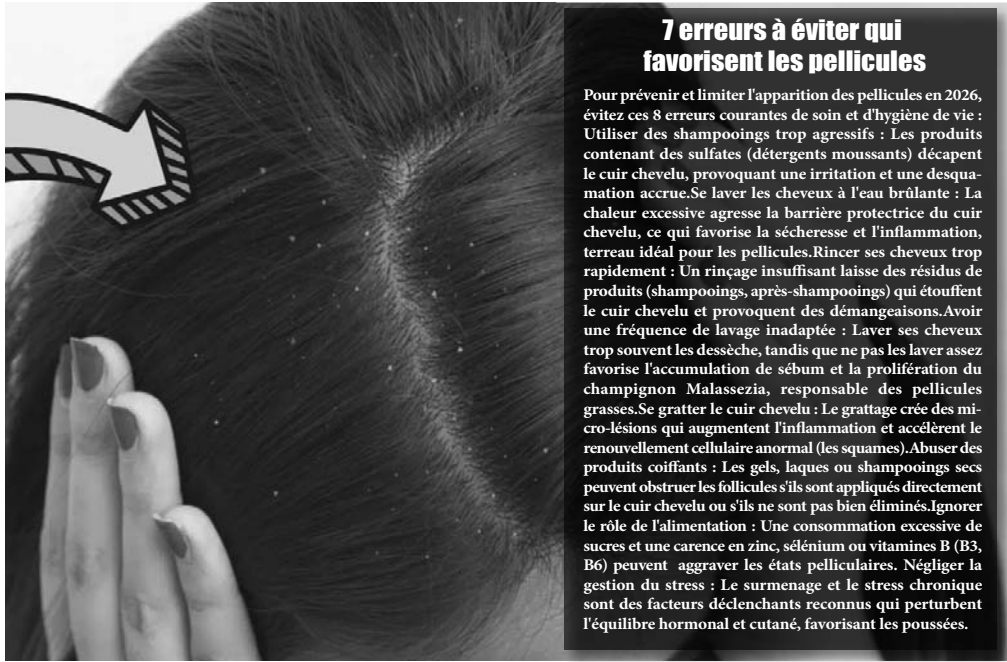 7 erreurs à éviter qui
favorisent les pellicules
Pour prévenir et limiter l'apparition des pellicules en 2026,
évitez ces 8 erreurs courantes de soin et d'hygiène de vie :
Utiliser des shampooings trop agressifs : Les produits
contenant des sulfates (détergents moussants) décapent
le cuir chevelu, provoquant une irritation et une desqua-
mation accrue.Se laver les cheveux à l'eau brûlante : La
chaleur excessive agresse la barrière protectrice du cuir
chevelu, ce qui favorise la sécheresse et l'inflammation,
terreau idéal pour les pellicules.Rincer ses cheveux trop
rapidement : Un rinçage insuffisant laisse des résidus de
produits (shampooings, après-shampooings) qui étouffent
le cuir chevelu et provoquent des démangeaisons.Avoir
une fréquence de lavage inadaptée : Laver ses cheveux
trop souvent les dessèche, tandis que ne pas les laver assez
favorise l'accumulation de sébum et la prolifération du
champignon Malassezia, responsable des pellicules
grasses.Se gratter le cuir chevelu : Le grattage crée des mi-
cro-lésions qui augmentent l'inflammation et accélèrent le
renouvellement cellulaire anormal (les squames).Abuser des
produits coiffants : Les gels, laques ou shampooings secs
peuvent obstruer les follicules s'ils sont appliqués directement
sur le cuir chevelu ou s'ils ne sont pas bien éliminés.Ignorer
le rôle de l'alimentation : Une consommation excessive de
sucres et une carence en zinc, sélénium ou vitamines B (B3,
B6) peuvent aggraver les états pelliculaires. Négliger la
gestion du stress : Le surmenage et le stress chronique
sont des facteurs déclenchants reconnus qui perturbent
l'équilibre hormonal et cutané, favorisant les poussées.